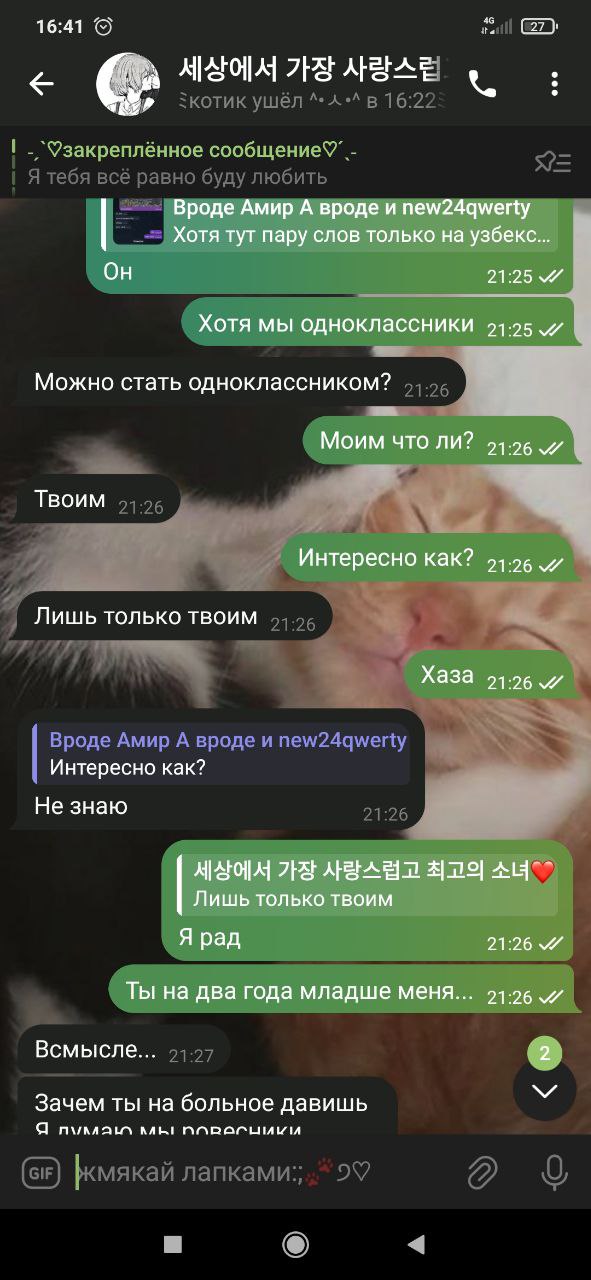 16:41
4G
27
세상에서 가장 사랑스럽
котик ушёл ^•ㅅ•^ в 16:22
-ˏˋ♡закреплённое сообщение♡ˊˎ-
Я тебя всё равно буду любить
Вроде Амир А вроде и new24qwerty
Хотя тут пару слов только на узбекс...
Он
21:25
Хотя мы одноклассники
21:25
Можно стать одноклассником?
21:26
Моим что ли?
21:26
Твоим
21:26
Интересно как?
21:26
Лишь только твоим
21:26
Хаза
21:26
Вроде Амир А вроде и new24qwerty
Интересно как?
Не знаю
21:26
세상에서 가장 사랑스럽고 최고의 소녀❤️
Лишь только твоим
Я рад
21:26
Ты на два года младше меня...
21:26
Всмысле...
21:27
2
Зачем ты на больное давишь
Я думаю мы ровесники
GIF
жмякай лапками:;🐾੭♡